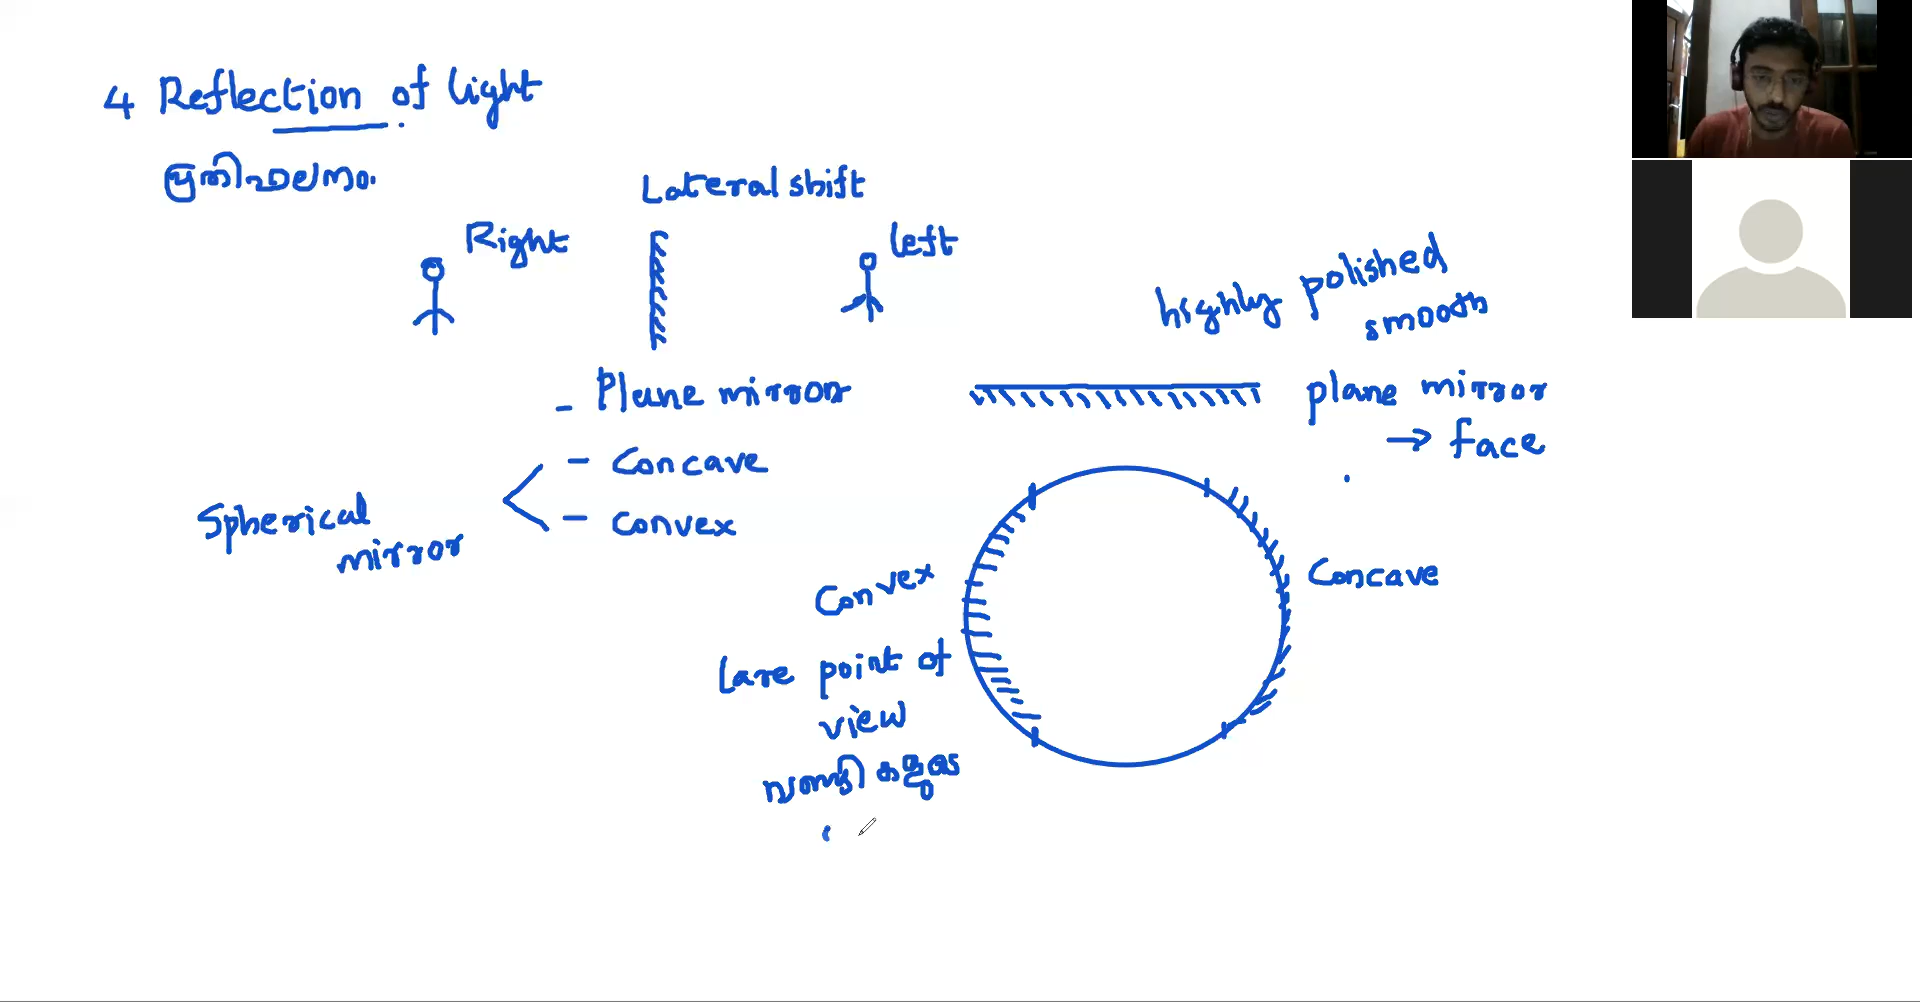 4 Reflection of light
പ്രതിഫലനം.
Lateral shift
Right
left
highly polished
smooth
- Plane mirror
plane mirror
→ face
- Concave
Spherical
mirror
- Convex
Convex
Concave
Lare point of
view